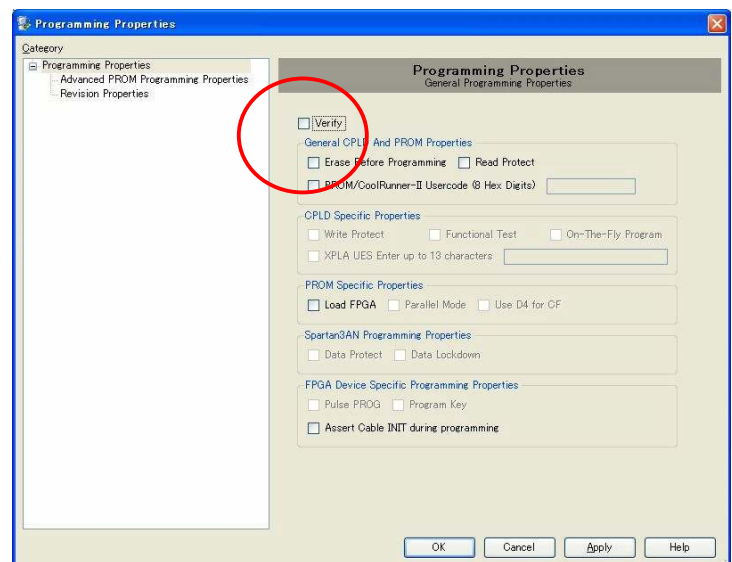 Programming Properties
Category
Programming Properties
Advanced PROM Programming Properties
Revision Properties
Programming Properties
General Programming Properties
Verify
General CPLD And PROM Properties
Erase Before Programming Read Protect
PROM/CoolRunner-II Usercode (8 Hex Digits)
CPLD Specific Properties
Write Protect Functional Test On-The-Fly Program
XPLA UES Enter up to 13 characters
PROM Specific Properties
Load FPGA Parallel Mode Use D4 for CF
Spartan3AN Programming Properties
Data Protect Data Lockdown
FPGA Device Specific Programming Properties
Pulse PROG Program Key
Assert Cable INIT during programming
OK Cancel Apply Help